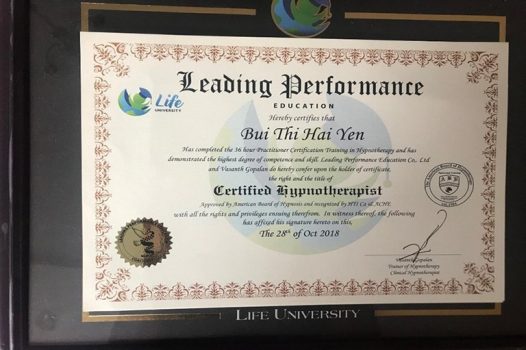 Life
UNIVERSITY
Leading Performance
EDUCATION
Hereby certifies that
Bui Thi Hai Yen
Has completed the 36 hour Practitioner Certification Training in Hypnotherapy and has
demonstrated the highest degree of competence and skill. Leading Performance Education Co., Ltd
and Vasanth Gopalan do hereby confer upon the holder of certificate,
the right and the title of
Certified Hypnotherapist
Approved by American Board of Hypnosis and recognised by HTI Ca & ACHE
with all the rights and privileges ensuing therefrom. In witness thereof, the following
has affixed his signature hereto on this,
The 28th of Oct 2018
Vasanth Gopalan
Trainer of Hypnotherapy
Clinical Hypnotherapist
LIFE UNIVERSITY